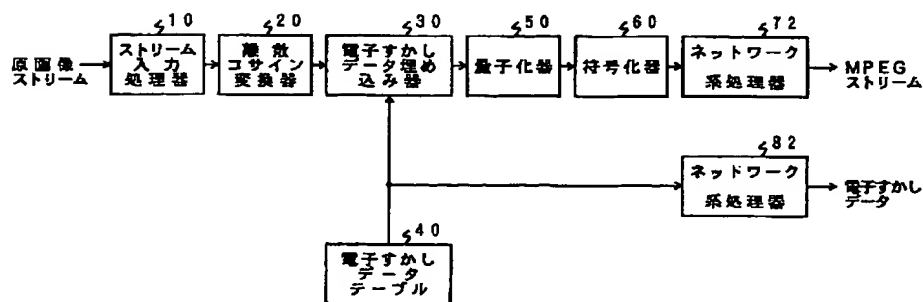 10
20
30
50
60
72
原画像
ストリーム
ストリーム
入力
処理器
離散
コサイン
変換器
電子すかし
データ埋め
込み器
量子化器
符号化器
ネットワーク
系処理器
MPEG
ストリーム
82
ネットワーク
系処理器
電子すかし
データ
40
電子すかし
データ
テーブル